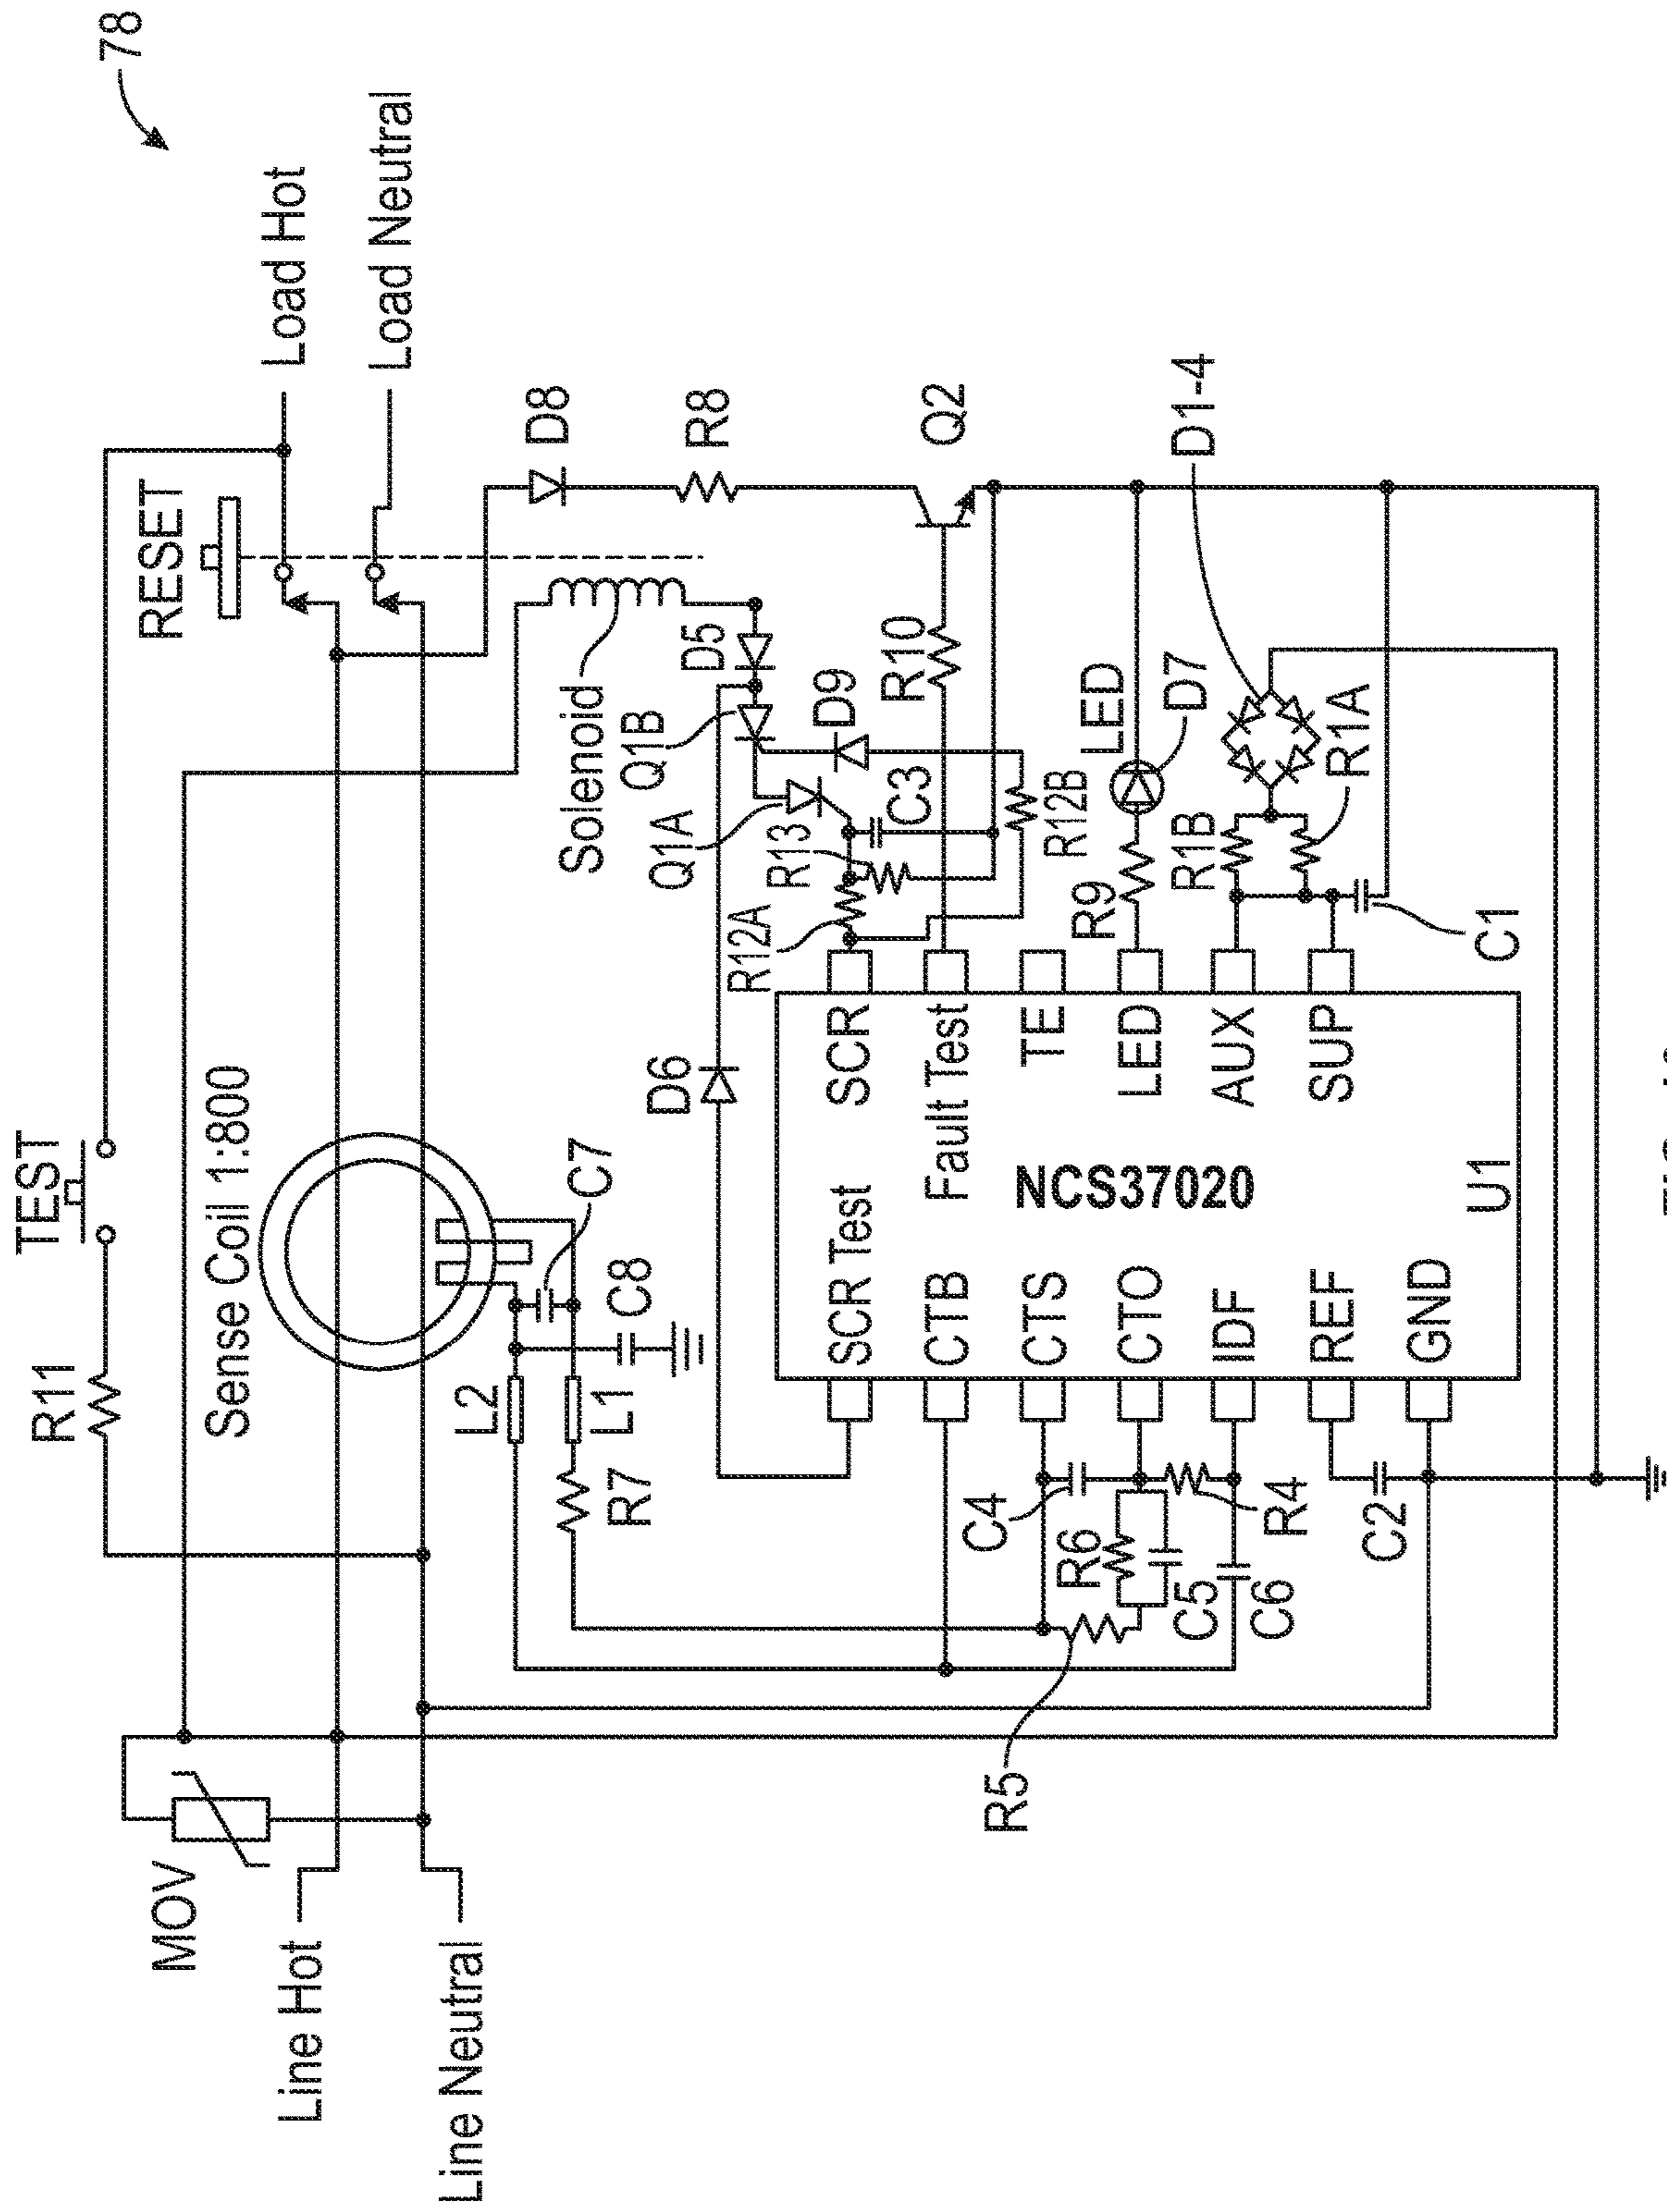 78
Load Hot
Load Neutral
RESET
TEST
R11
Sense Coil 1:800
MOV
Line Hot
Line Neutral
D8
R8
Q2
D1-4
Solenoid
D5
Q1B
D9
R10
Q1A
C3
R13
R12A
R12B
LED
D7
R9
R1B
R1A
C1
D6
C7
C8
L2
L1
R7
SCR
Fault Test
TE
LED
AUX
SUP
NCS37020
U1
SCR Test
CTB
CTS
CTO
IDF
REF
GND
C4
R6
C5
R4
C6
C2
R5